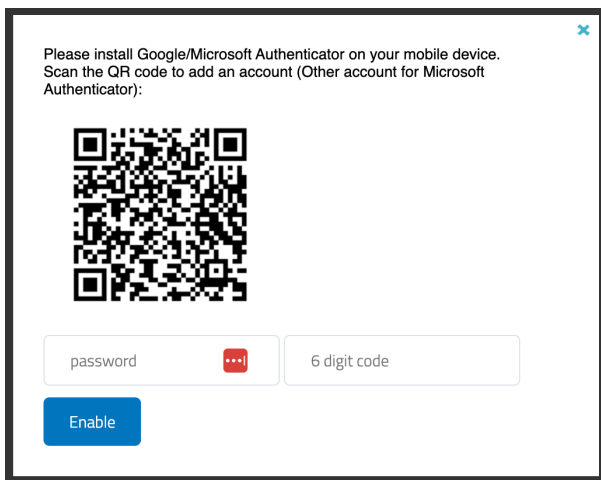 Please install Google/Microsoft Authenticator on your mobile device.
Scan the QR code to add an account (Other account for Microsoft
Authenticator):
password
6 digit code
Enable